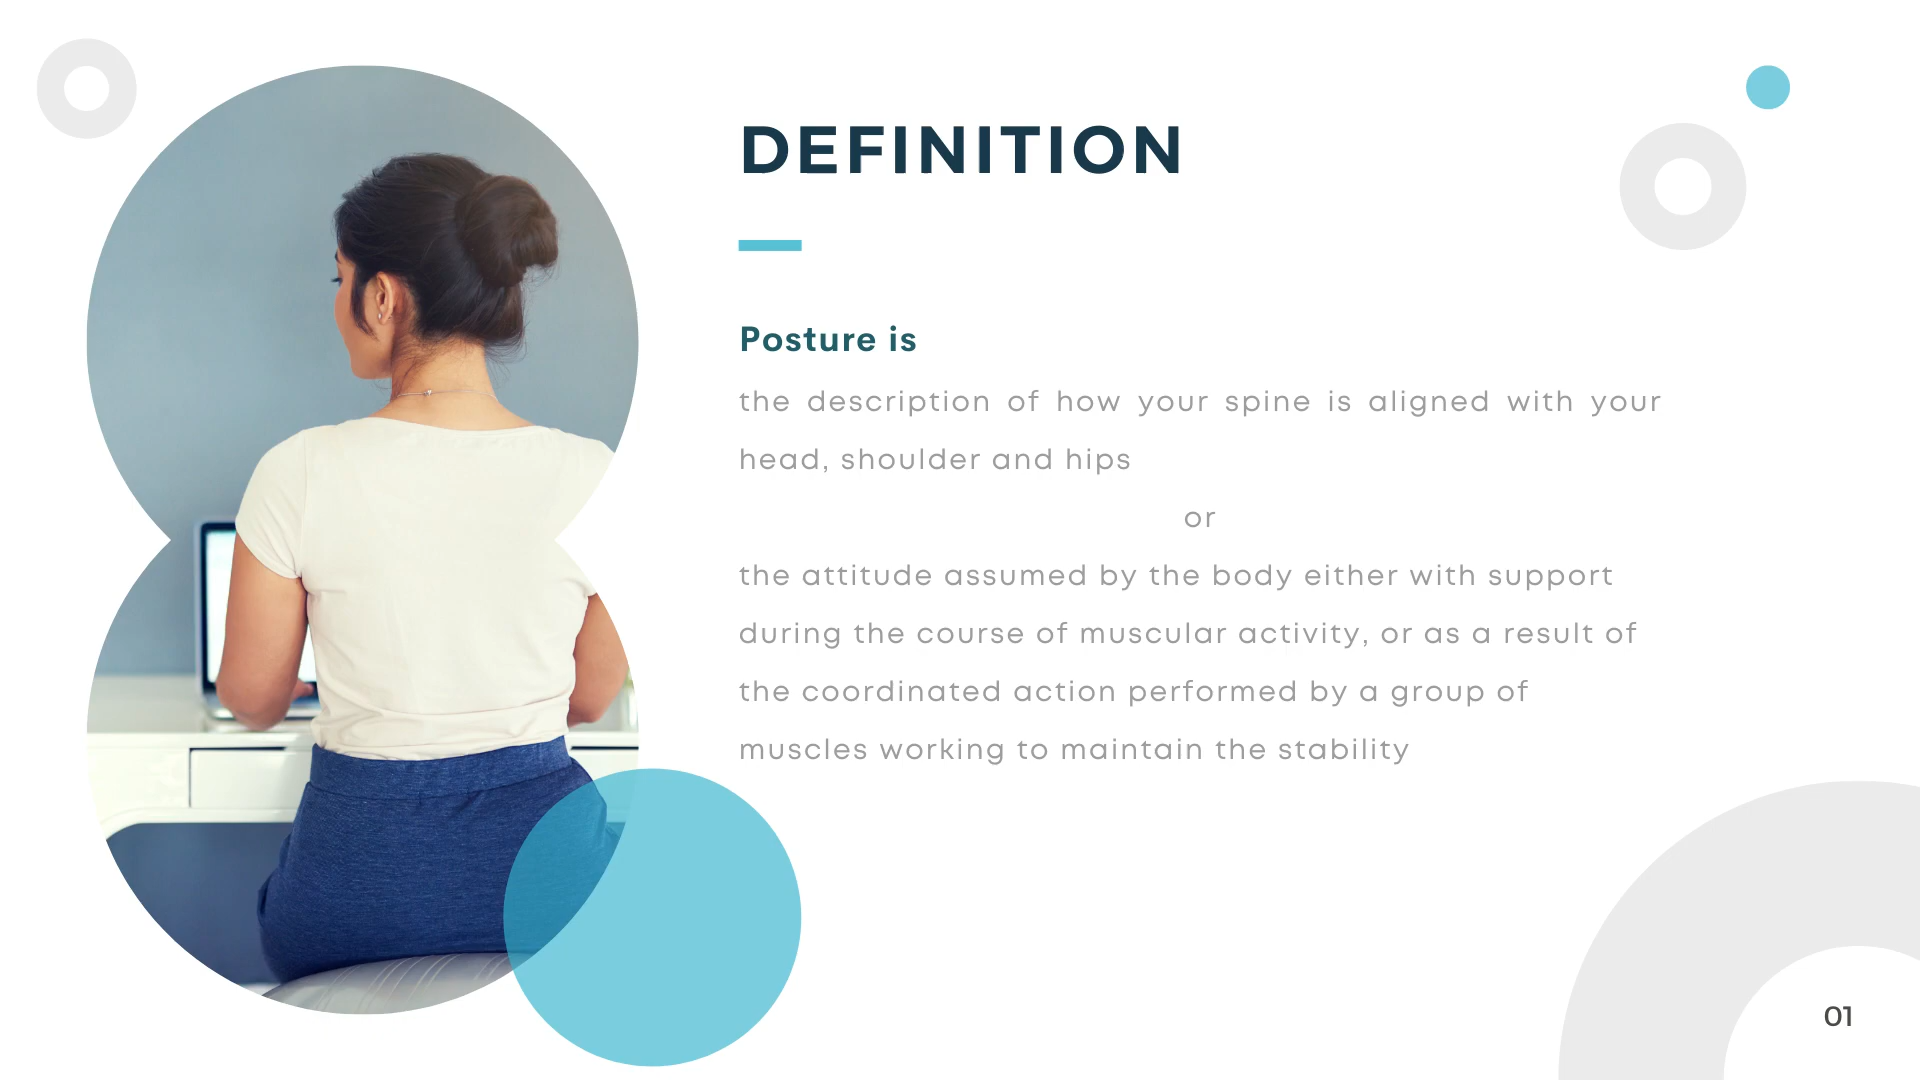 DEFINITION
Posture is
the description of how your spine is aligned with your
head, shoulder and hips
or
the attitude assumed by the body either with support
during the course of muscular activity, or as a result of
the coordinated action performed by a group of
muscles working to maintain the stability
01